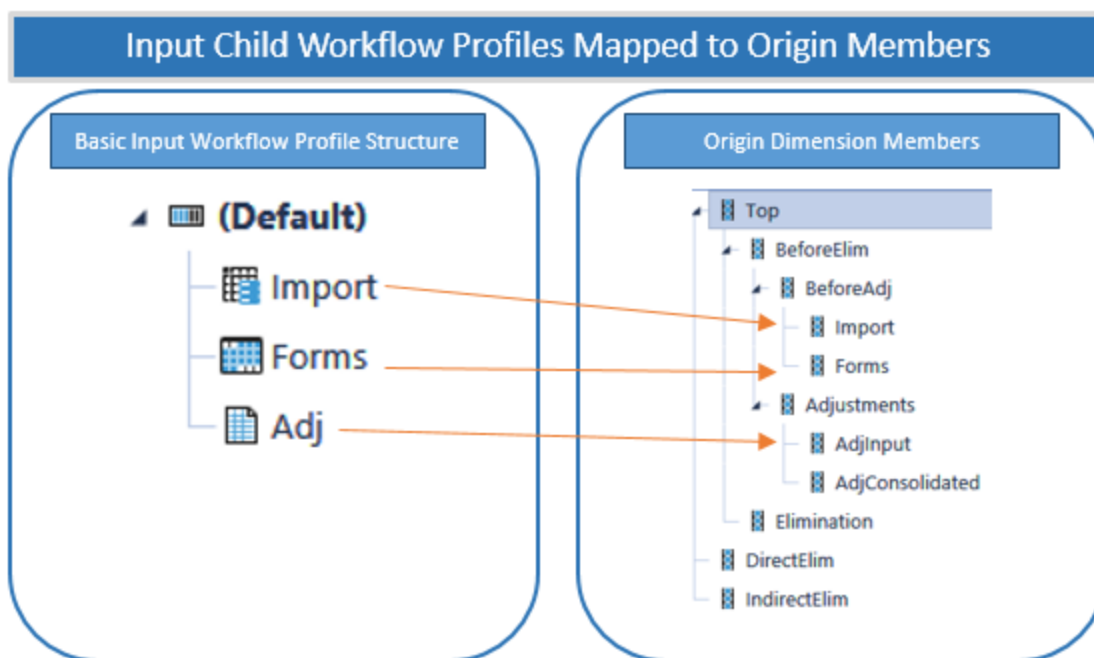 Input Child Workflow Profiles Mapped to Origin Members
Basic Input Workflow Profile Structure
(Default)
Import
Forms
Adj
Origin Dimension Members
Top
BeforeElim
BeforeAdj
Import
Forms
Adjustments
AdjInput
AdjConsolidated
Elimination
DirectElim
IndirectElim